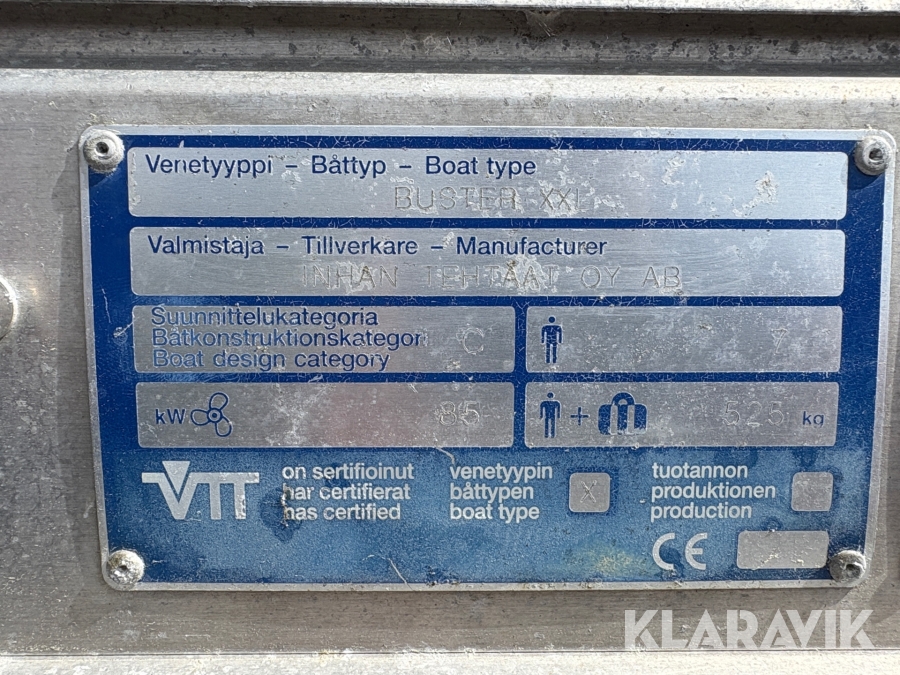 Venetyyppi - Båttyp - Boat type
BUSTER XXL
Valmistaja - Tillverkare - Manufacturer
INHAN TEHTAAT OY AB
Suunnittelukategoria
Båtkonstruktionskategori C
Boat design category
7
kW 85
+ 525 kg
VTT
on sertifioinut
har certifierat
has certified
venetyypin
båttypen
boat type
X
tuotannon
produktionen
production
CE
KLARAVIK